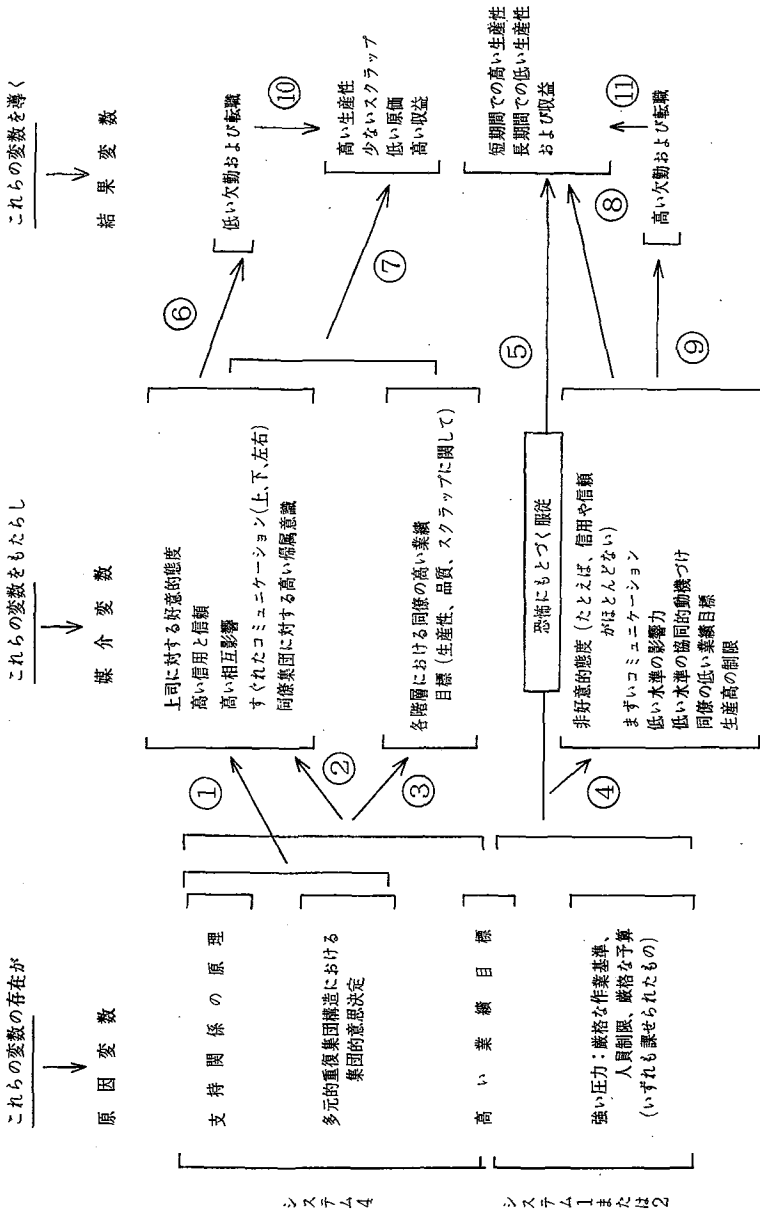 これらの変数の存在が
原因変数
これらの変数をもたらし
媒介変数
これらの変数を導く
結果変数
システム4
支持関係の原理
多元的重複集団構造における
集団的意思決定
高い業績目標
①
②
③
上司に対する好意的態度
高い信用と信頼
高い相互影響
すぐれたコミュニケーション(上、下、左右)
同僚集団に対する高い帰属意識
各階層における同僚の高い業績
目標(生産性、品質、スクラップに関して)
⑥
⑦
低い欠勤および転職
⑩
高い生産性
少ないスクラップ
低い原価
高い収益
システム1または2
強い圧力:厳格な作業基準、
人員制限、厳格な予算
(いずれも課せられたもの)
④
恐怖にもとづく服従
⑤
非好意的態度(たとえば、信用や信頼
がほとんどない)
まずいコミュニケーション
低い水準の影響力
低い水準の協同的動機づけ
同僚の低い業績目標
生産高の制限
⑧
⑨
短期間での高い生産性
長期間での低い生産性
および収益
⑪
高い欠勤および転職